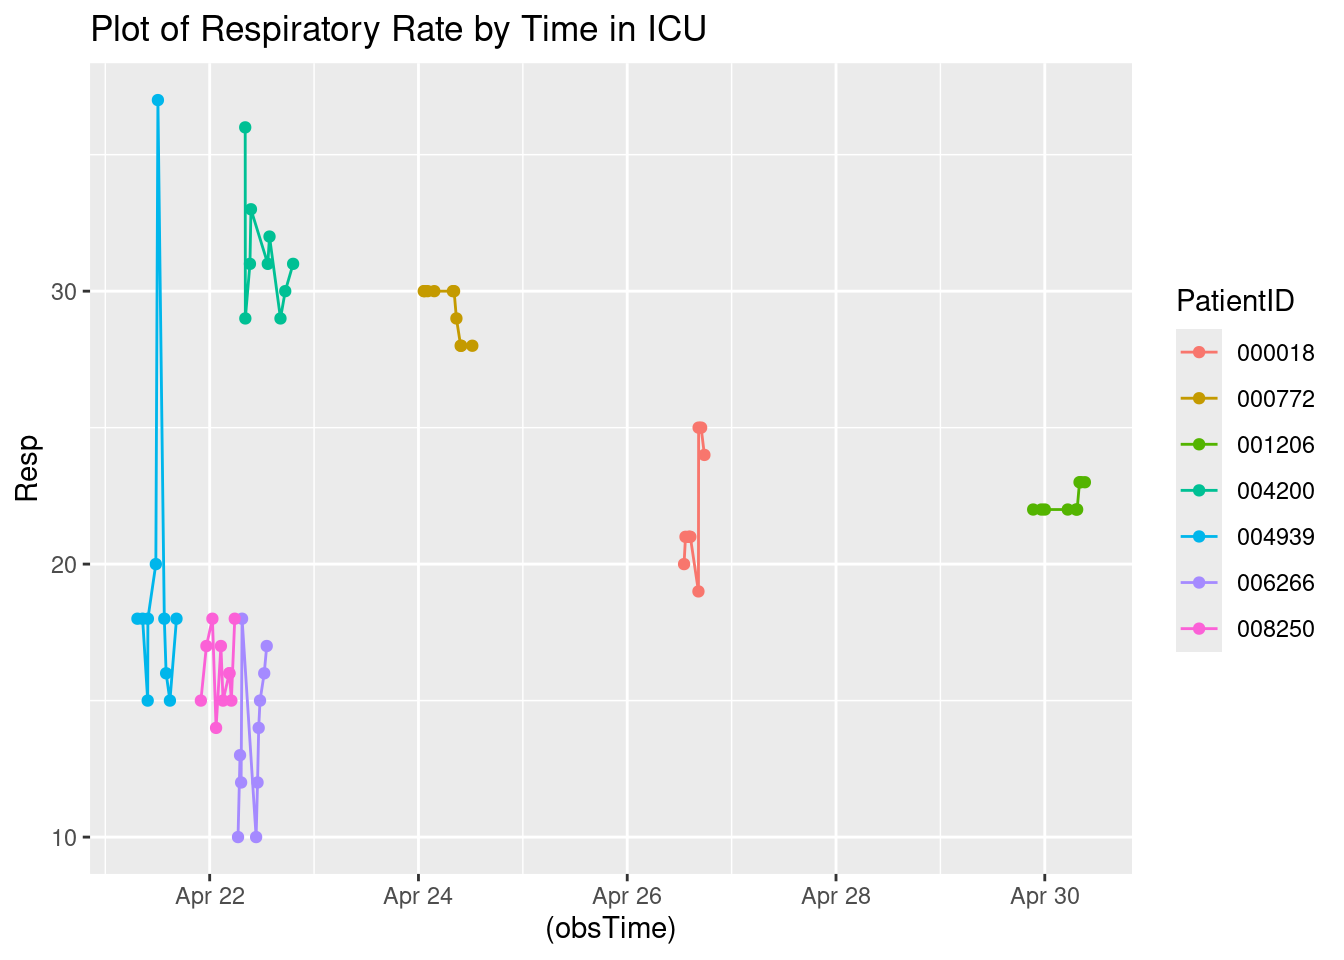 Plot of Respiratory Rate by Time in ICU
Resp
30
20
10
Apr 22
Apr 24
Apr 26
Apr 28
Apr 30
(obsTime)
PatientID
000018
000772
001206
004200
004939
006266
008250